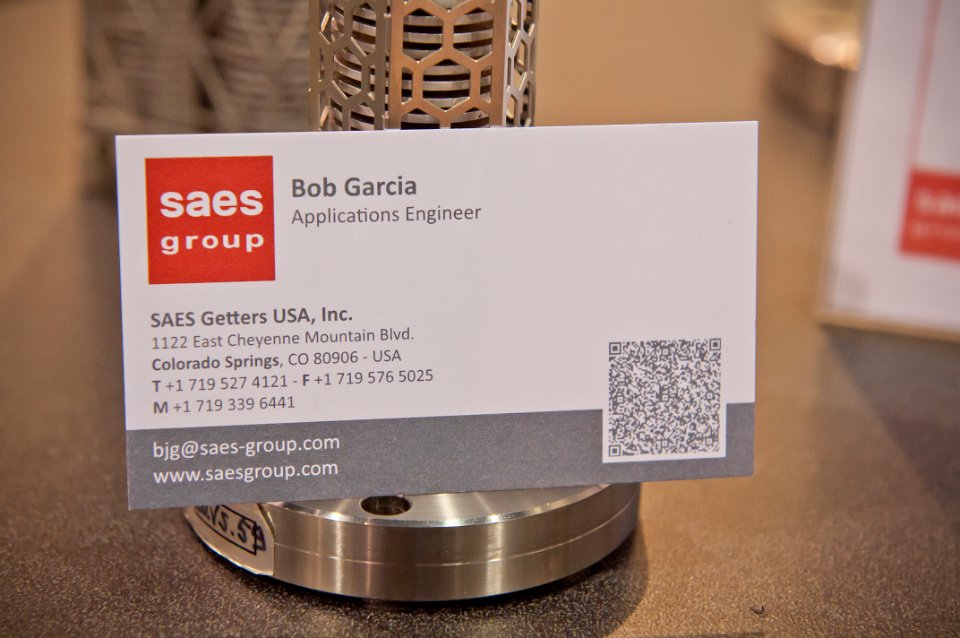 saes
group
Bob Garcia
Applications Engineer
SAES Getters USA, Inc.
1122 East Cheyenne Mountain Blvd.
Colorado Springs, CO 80906 - USA
T +1 719 527 4121 - F +1 719 576 5025
M +1 719 339 6441
bjg@saes-group.com
www.saesgroup.com